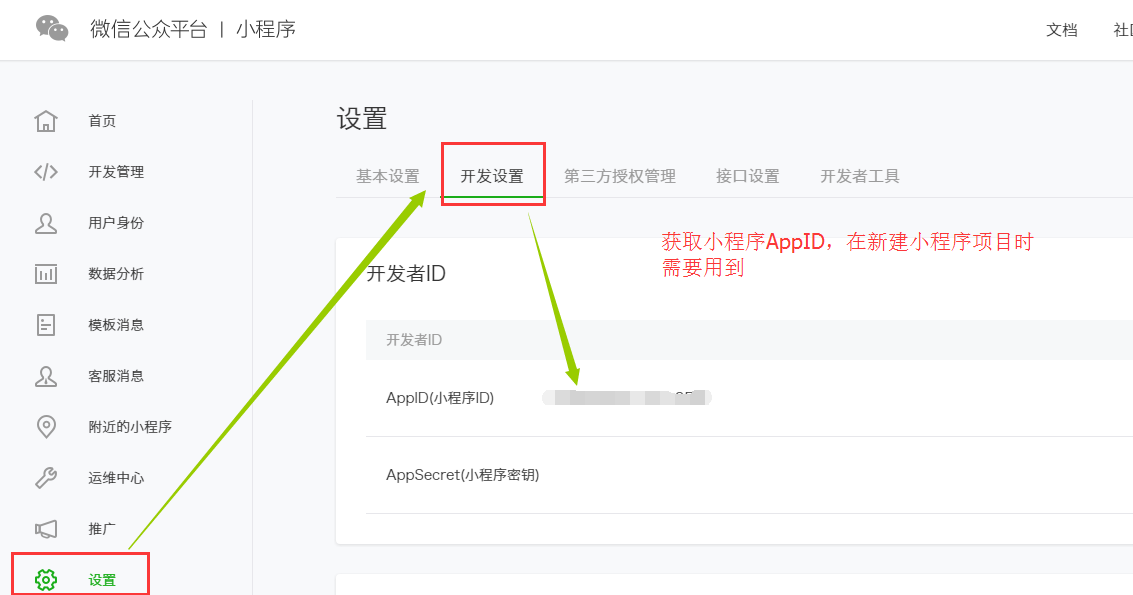 微信公众平台 | 小程序
文档
首页
开发管理
用户身份
数据分析
模板消息
客服消息
附近的小程序
运维中心
推广
设置
设置
基本设置
开发设置
第三方授权管理
接口设置
开发者工具
获取小程序AppID，在新建小程序项目时
需要用到
开发者ID
开发者ID
AppID(小程序ID)
AppSecret(小程序密钥)